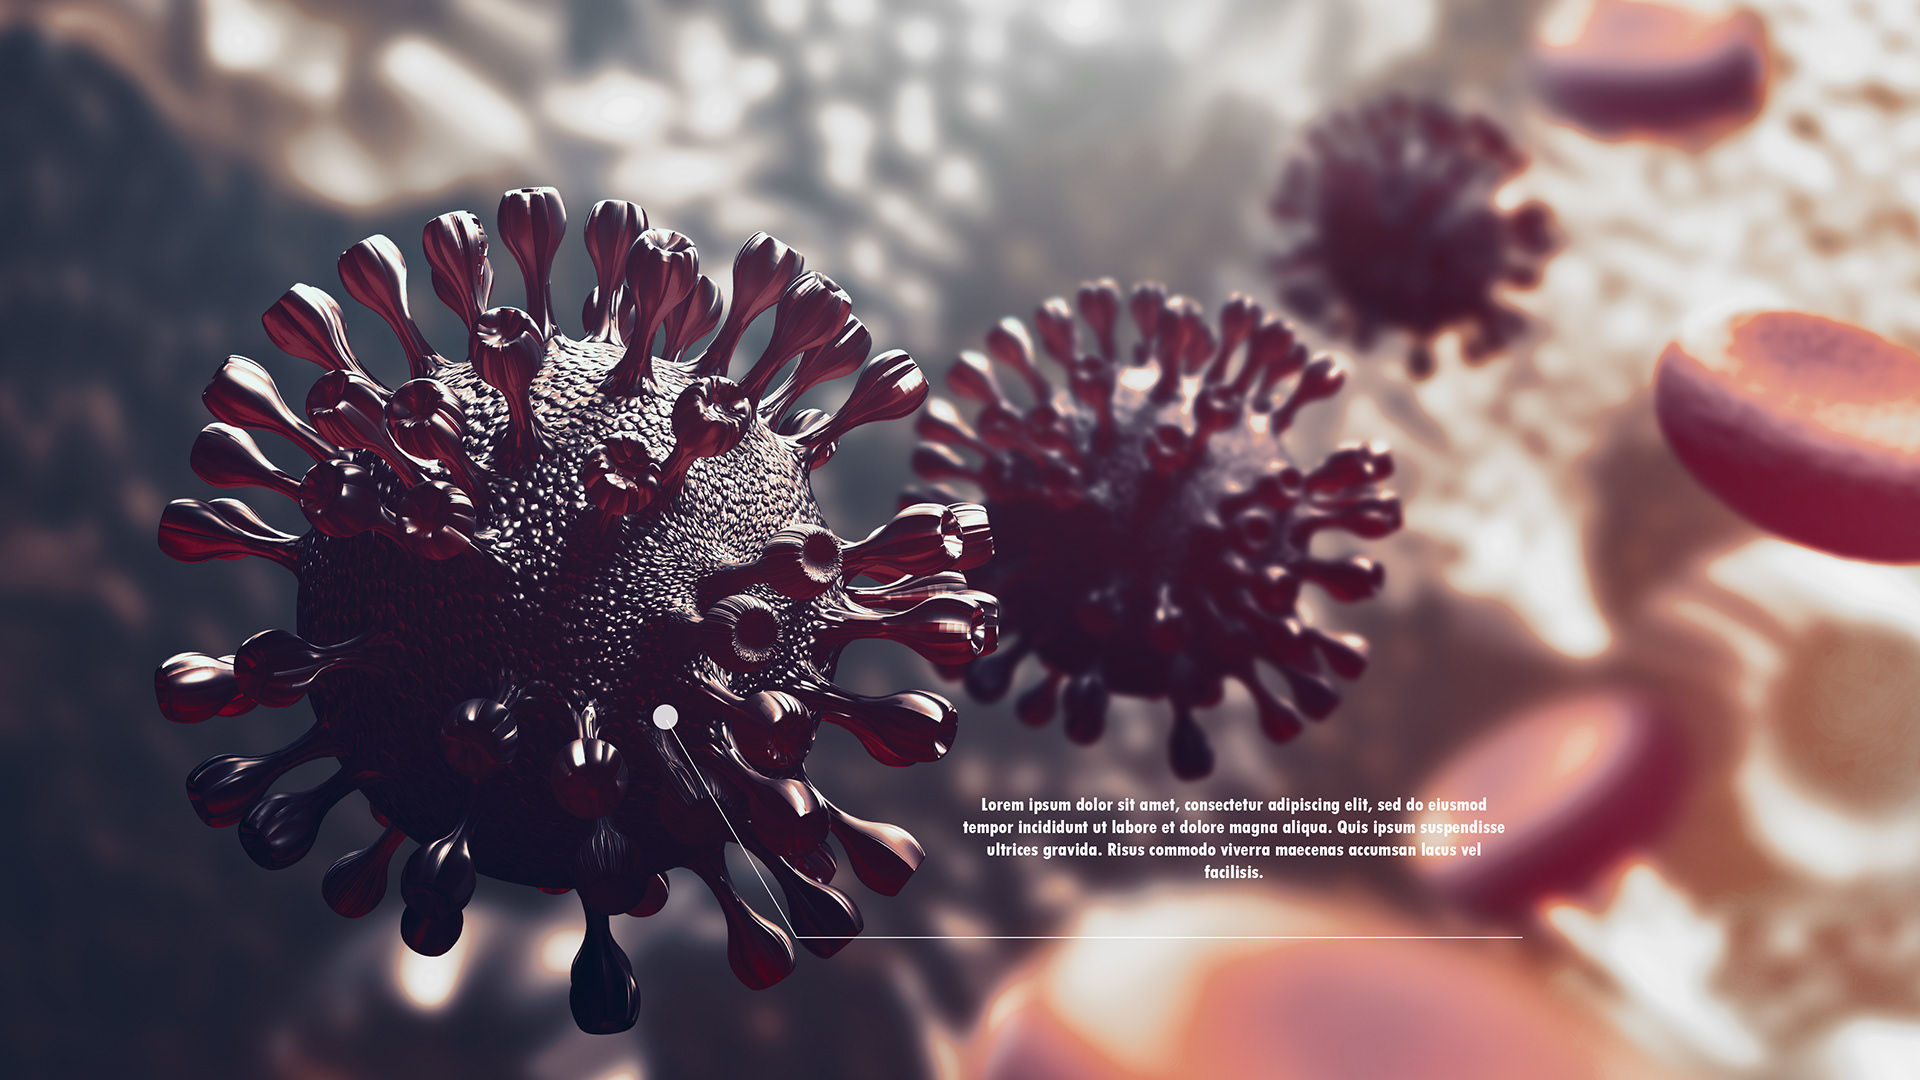 Lorem ipsum dolor sit amet, consectetur adipiscing elit, sed do eiusmod
tempor incididunt ut labore et dolore magna aliqua. Quis ipsum suspendisse
ultrices gravida. Risus commodo viverra maecenas accumsan lacus vel
facilisis.